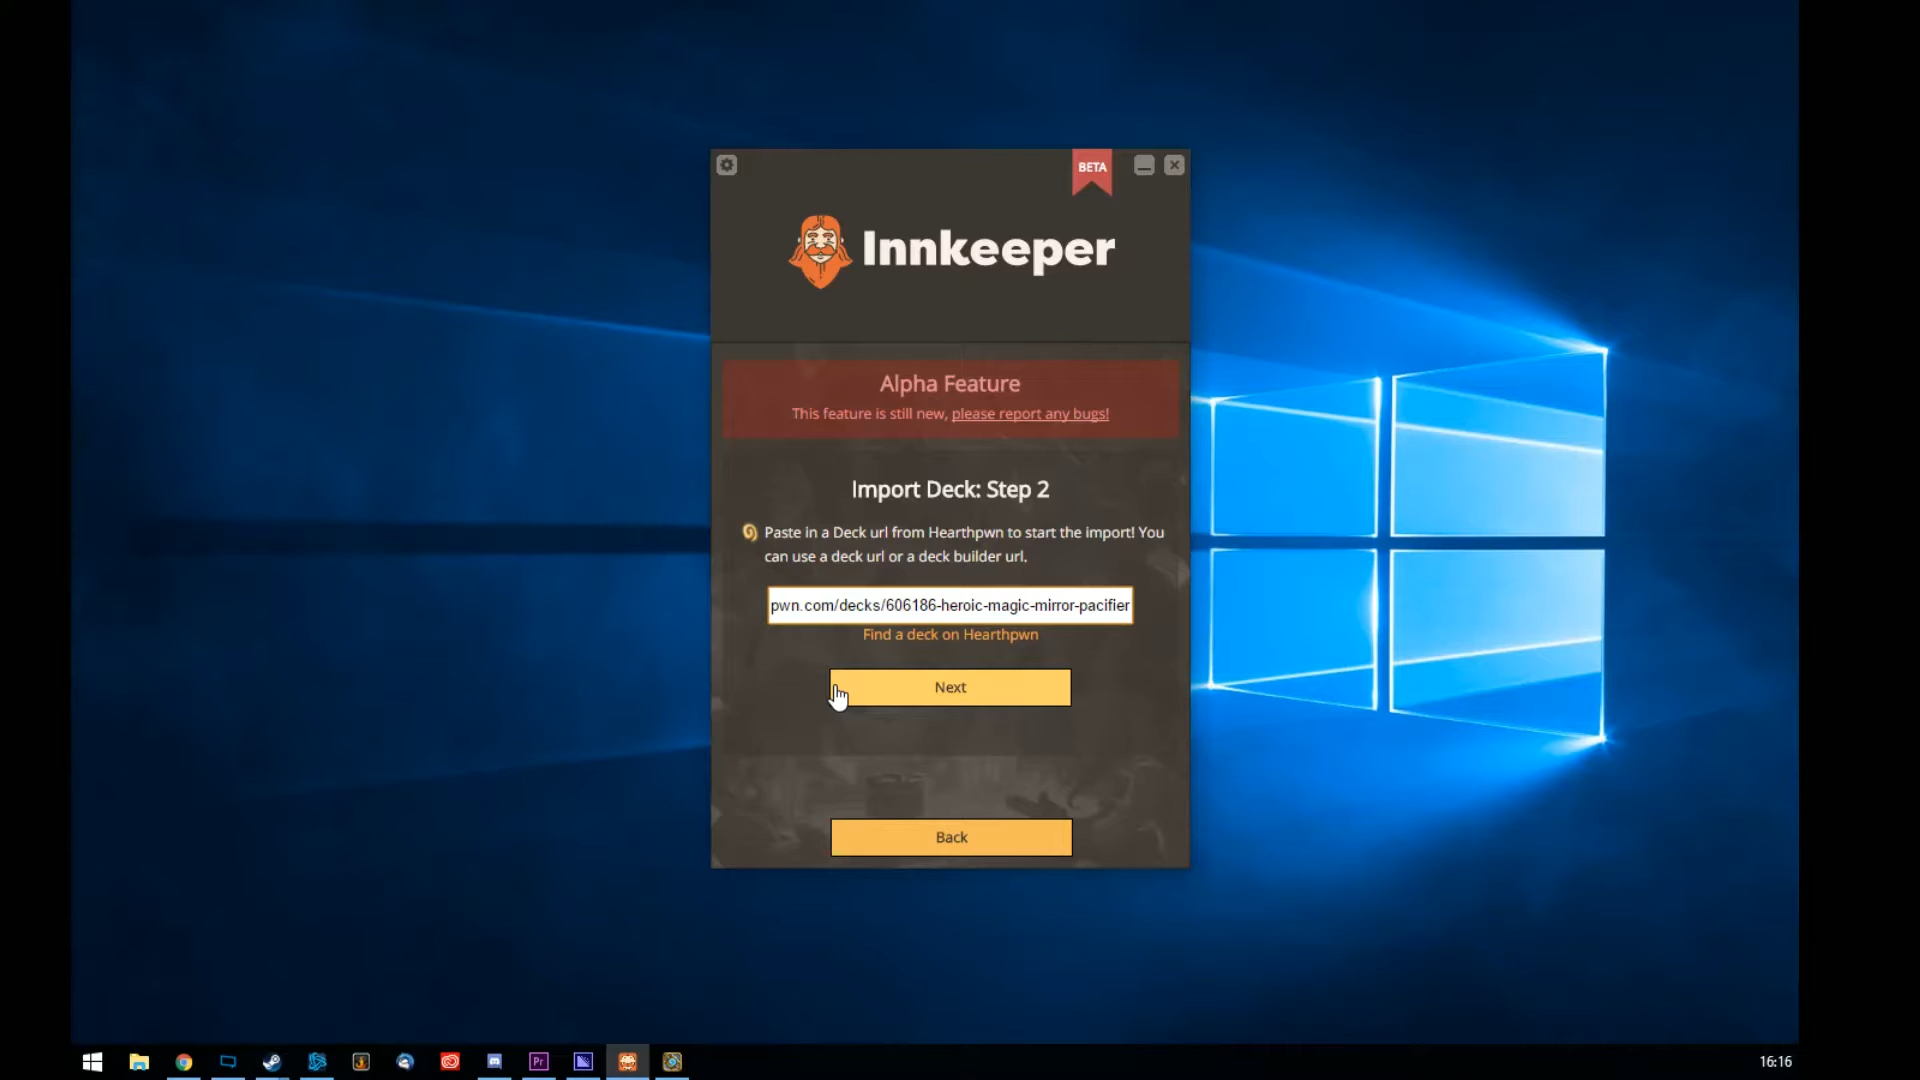 BETA
Innkeeper
Alpha Feature
This feature is still new, please report any bugs!
Import Deck: Step 2
Paste in a Deck url from Hearthpwn to start the import! You
can use a deck url or a deck builder url.
pwn.com/decks/606186-heroic-magic-mirror-pacifier
Find a deck on Hearthpwn
Next
Back
Pr
16:16